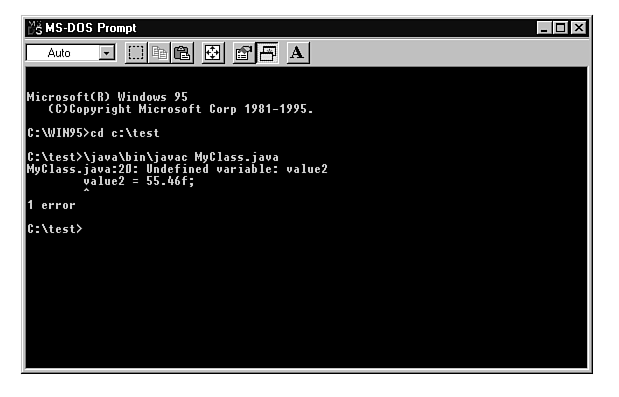 MS-DOS Prompt
Auto
A
Microsoft(R) Windows 95
(C)Copyright Microsoft Corp 1981-1995.
C:\WIN95>cd c:\test
C:\test>\java\bin\javac MyClass.java
MyClass.java:20: Undefined variable: value2
value2 = 55.46f;
^
1 error
C:\test>